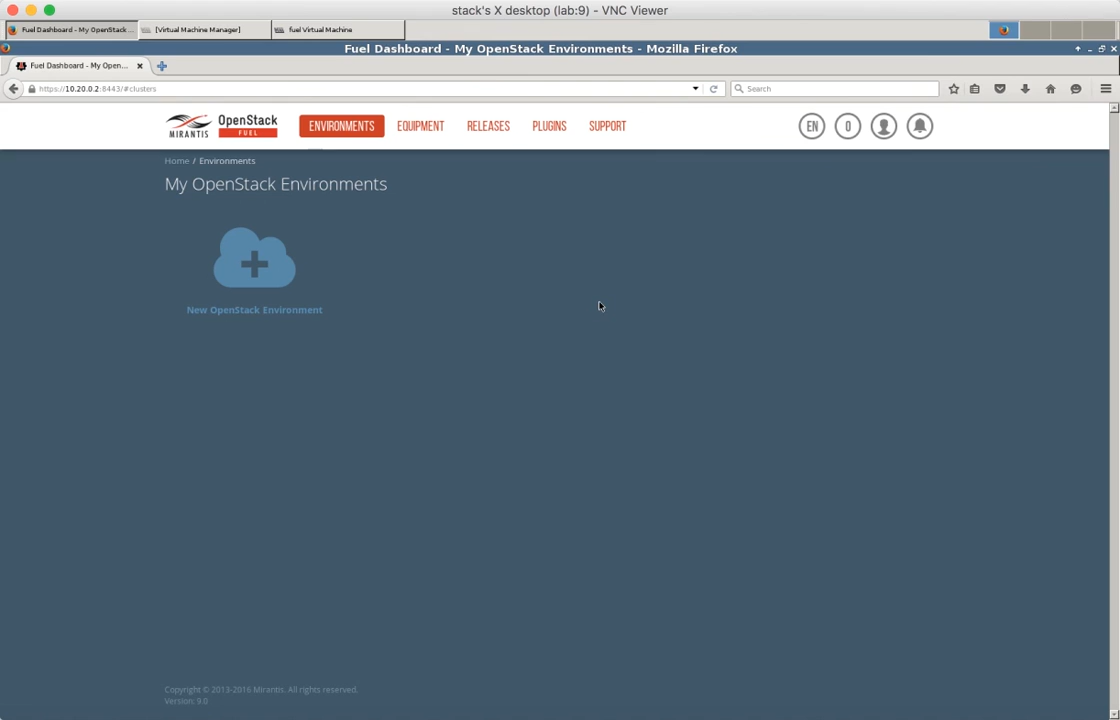 stack's X desktop (lab:9) - VNC Viewer
Fuel Dashboard - My OpenStack ...
[Virtual Machine Manager]
fuel Virtual Machine
Fuel Dashboard - My OpenStack Environments - Mozilla Firefox
Fuel Dashboard - My Open...
https://10.20.0.2:8443/#clusters
Search
MIRANTIS
OpenStack
FUEL
ENVIRONMENTS
EQUIPMENT
RELEASES
PLUGINS
SUPPORT
EN
0
Home / Environments
My OpenStack Environments
New OpenStack Environment
Copyright © 2013-2016 Mirantis. All rights reserved.
Version: 9.0